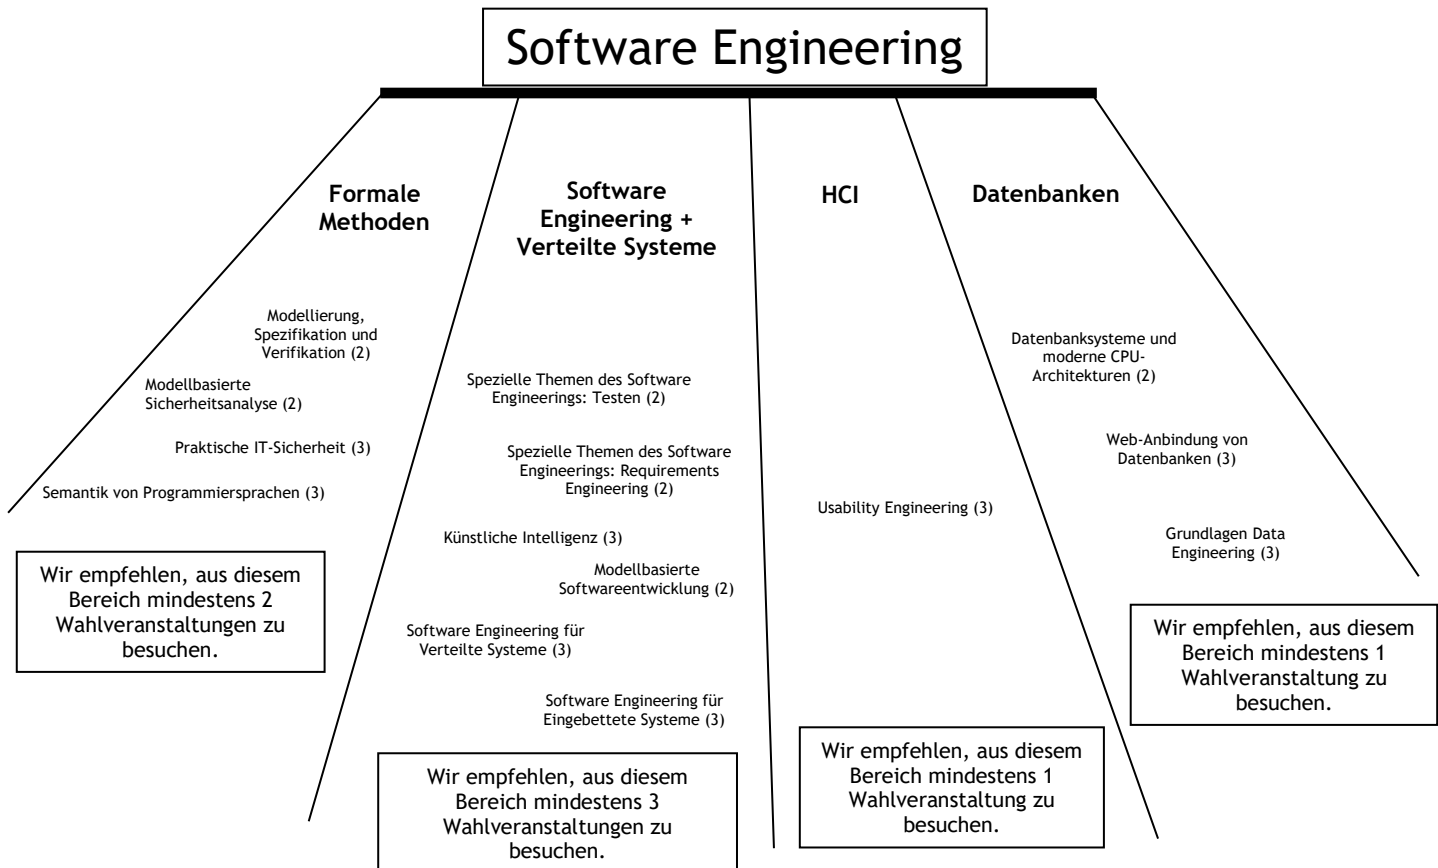 Software Engineering
Formale
Methoden
Modellierung,
Spezifikation und
Verifikation (2)
Modellbasierte
Sicherheitsanalyse (2)
Praktische IT-Sicherheit (3)
Semantik von Programmiersprachen (3)
Wir empfehlen, aus diesem
Bereich mindestens 2
Wahlveranstaltungen zu
besuchen.
Software
Engineering +
Verteilte Systeme
Spezielle Themen des Software
Engineerings: Testen (2)
Spezielle Themen des Software
Engineerings: Requirements
Engineering (2)
Künstliche Intelligenz (3)
Modellbasierte
Softwareentwicklung (2)
Software Engineering für
Verteilte Systeme (3)
Software Engineering für
Eingebettete Systeme (3)
Wir empfehlen, aus diesem
Bereich mindestens 3
Wahlveranstaltungen zu
besuchen.
HCI
Usability Engineering (3)
Wir empfehlen, aus diesem
Bereich mindestens 1
Wahlveranstaltung zu
besuchen.
Datenbanken
Datenbanksysteme und
moderne CPU-
Architekturen (2)
Web-Anbindung von
Datenbanken (3)
Grundlagen Data
Engineering (3)
Wir empfehlen, aus diesem
Bereich mindestens 1
Wahlveranstaltung zu
besuchen.